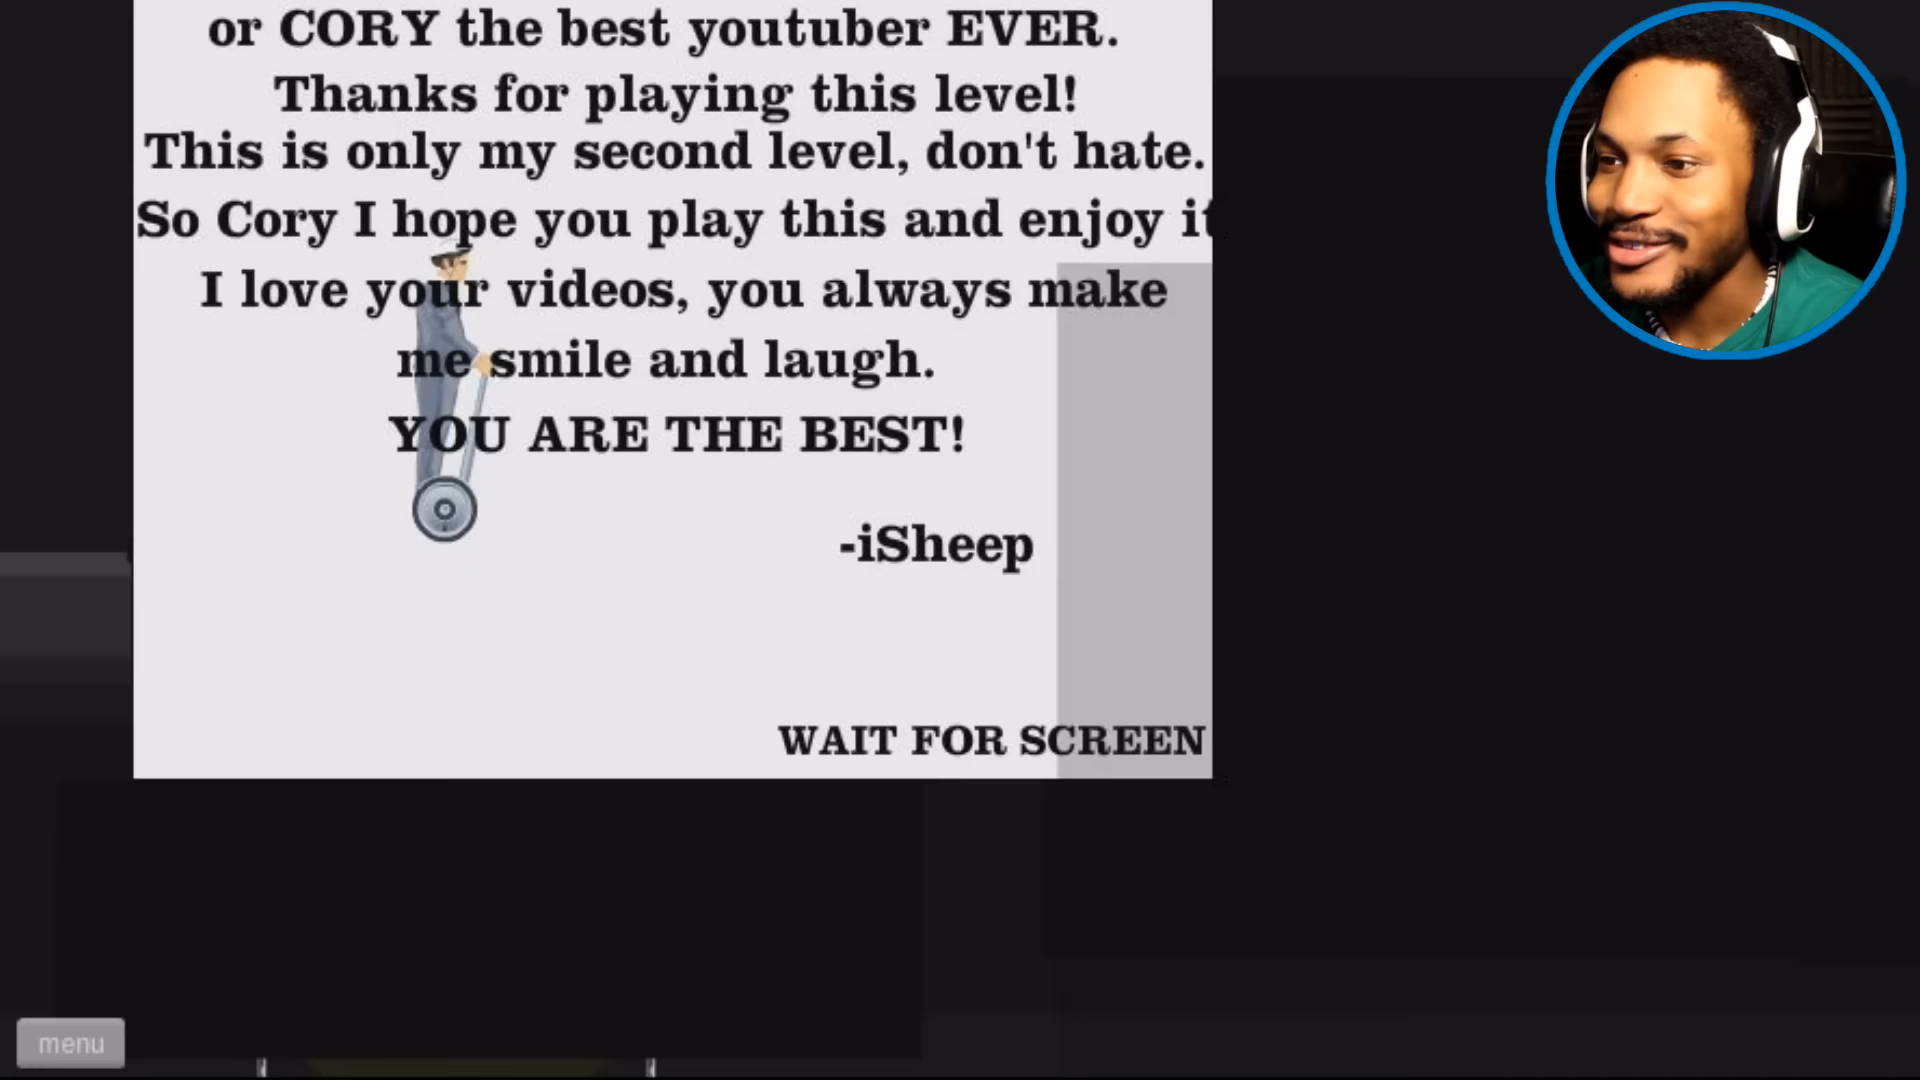 or CORY the best youtuber EVER.
Thanks for playing this level!
This is only my second level, don't hate.
So Cory I hope you play this and enjoy it
I love your videos, you always make
me smile and laugh.
YOU ARE THE BEST!
-iSheep
WAIT FOR SCREEN
menu